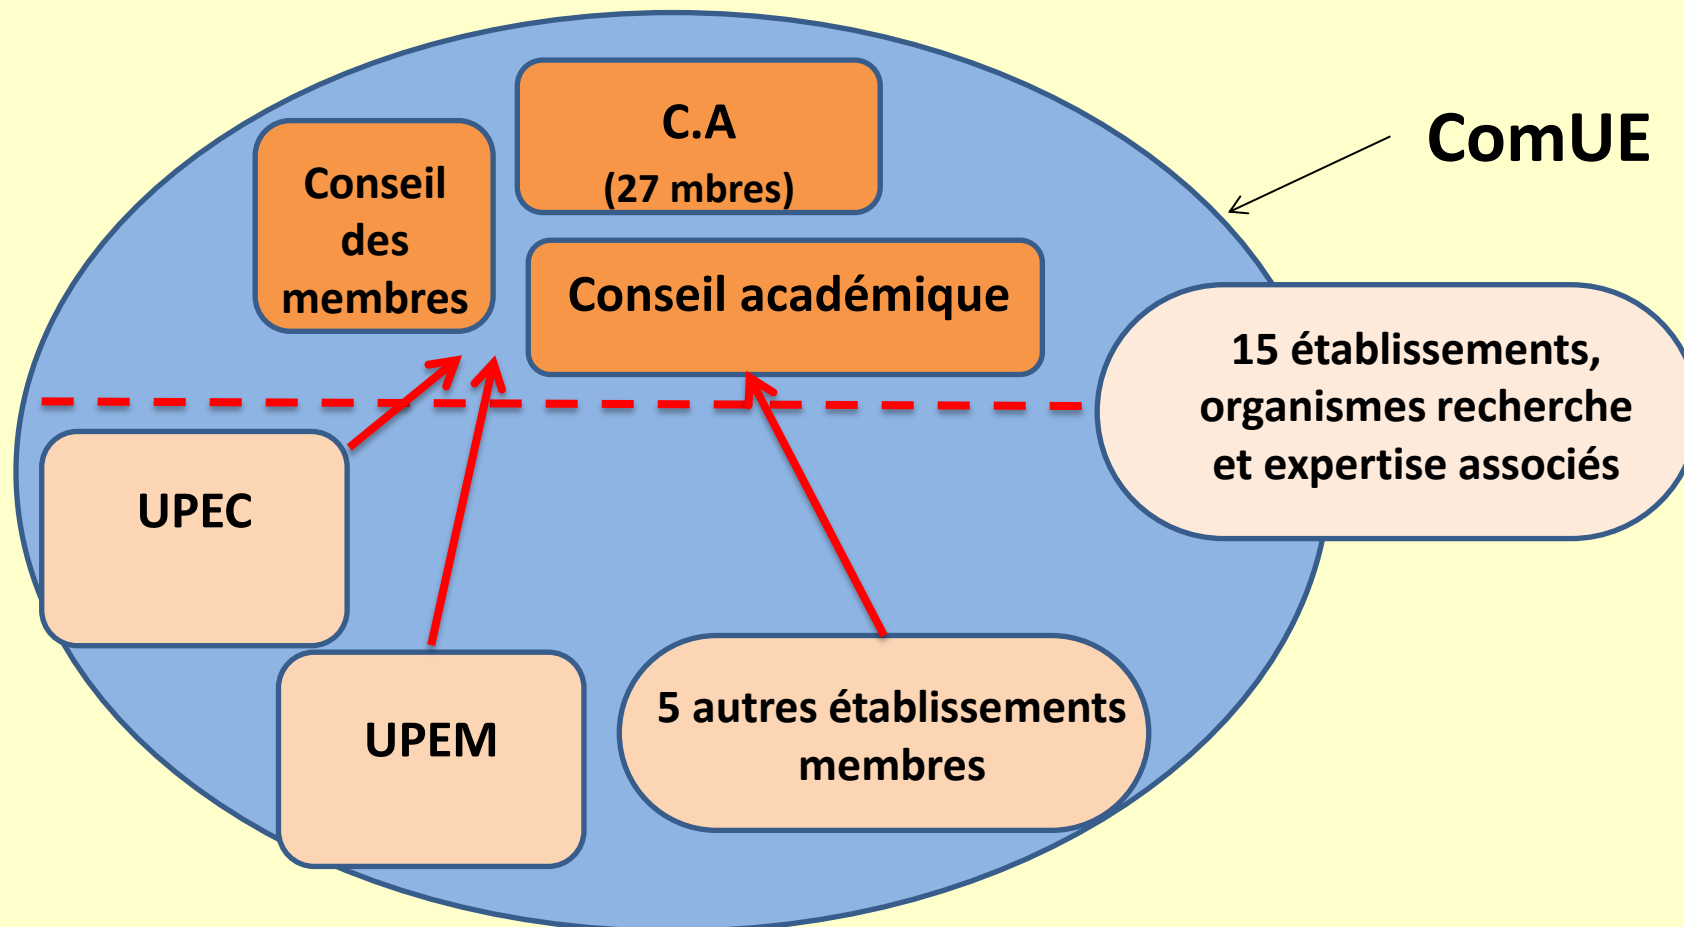 C.A
(27 mbres)
ComUE
Conseil
des
membres
Conseil académique
15 établissements,
organismes recherche
et expertise associés
UPEC
UPEM
5 autres établissements
membres